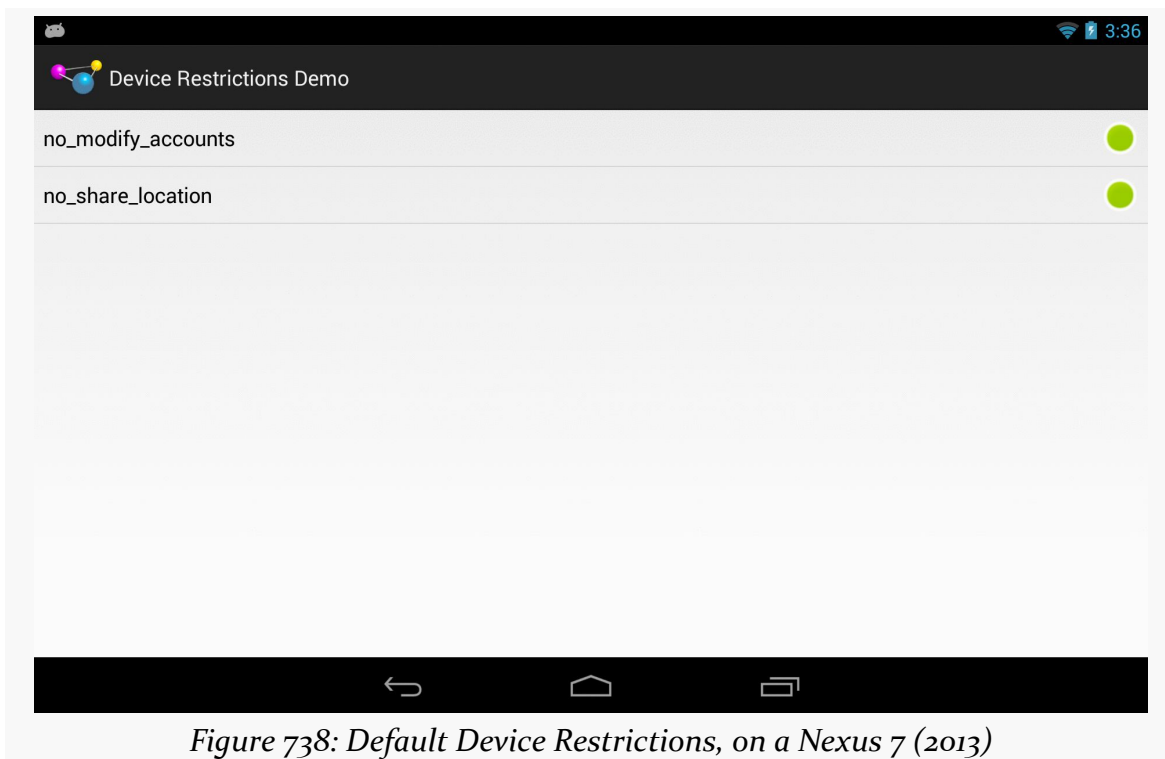 3:36
Device Restrictions Demo
no_modify_accounts
no_share_location
Figure 738: Default Device Restrictions, on a Nexus 7 (2013)